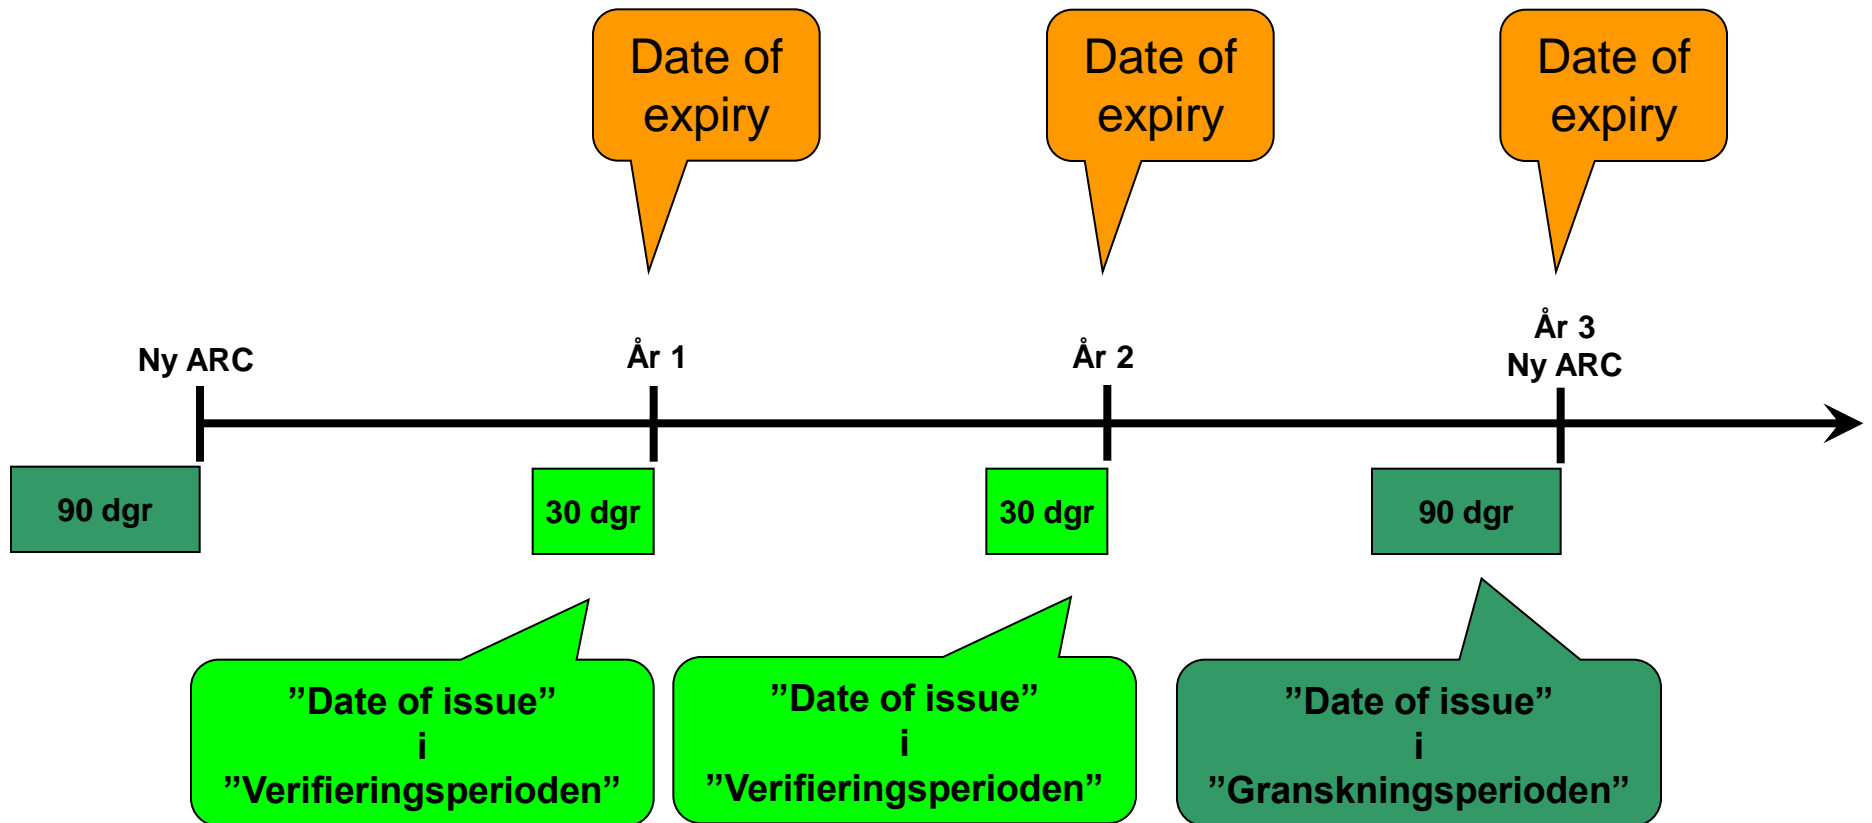 Date of
expiry
Date of
expiry
Date of
expiry
Ny ARC
År 1
År 2
År 3
Ny ARC
90 dgr
30 dgr
30 dgr
90 dgr
”Date of issue”
i
”Verifieringsperioden”
”Date of issue”
i
”Verifieringsperioden”
”Date of issue”
i
”Granskningsperioden”